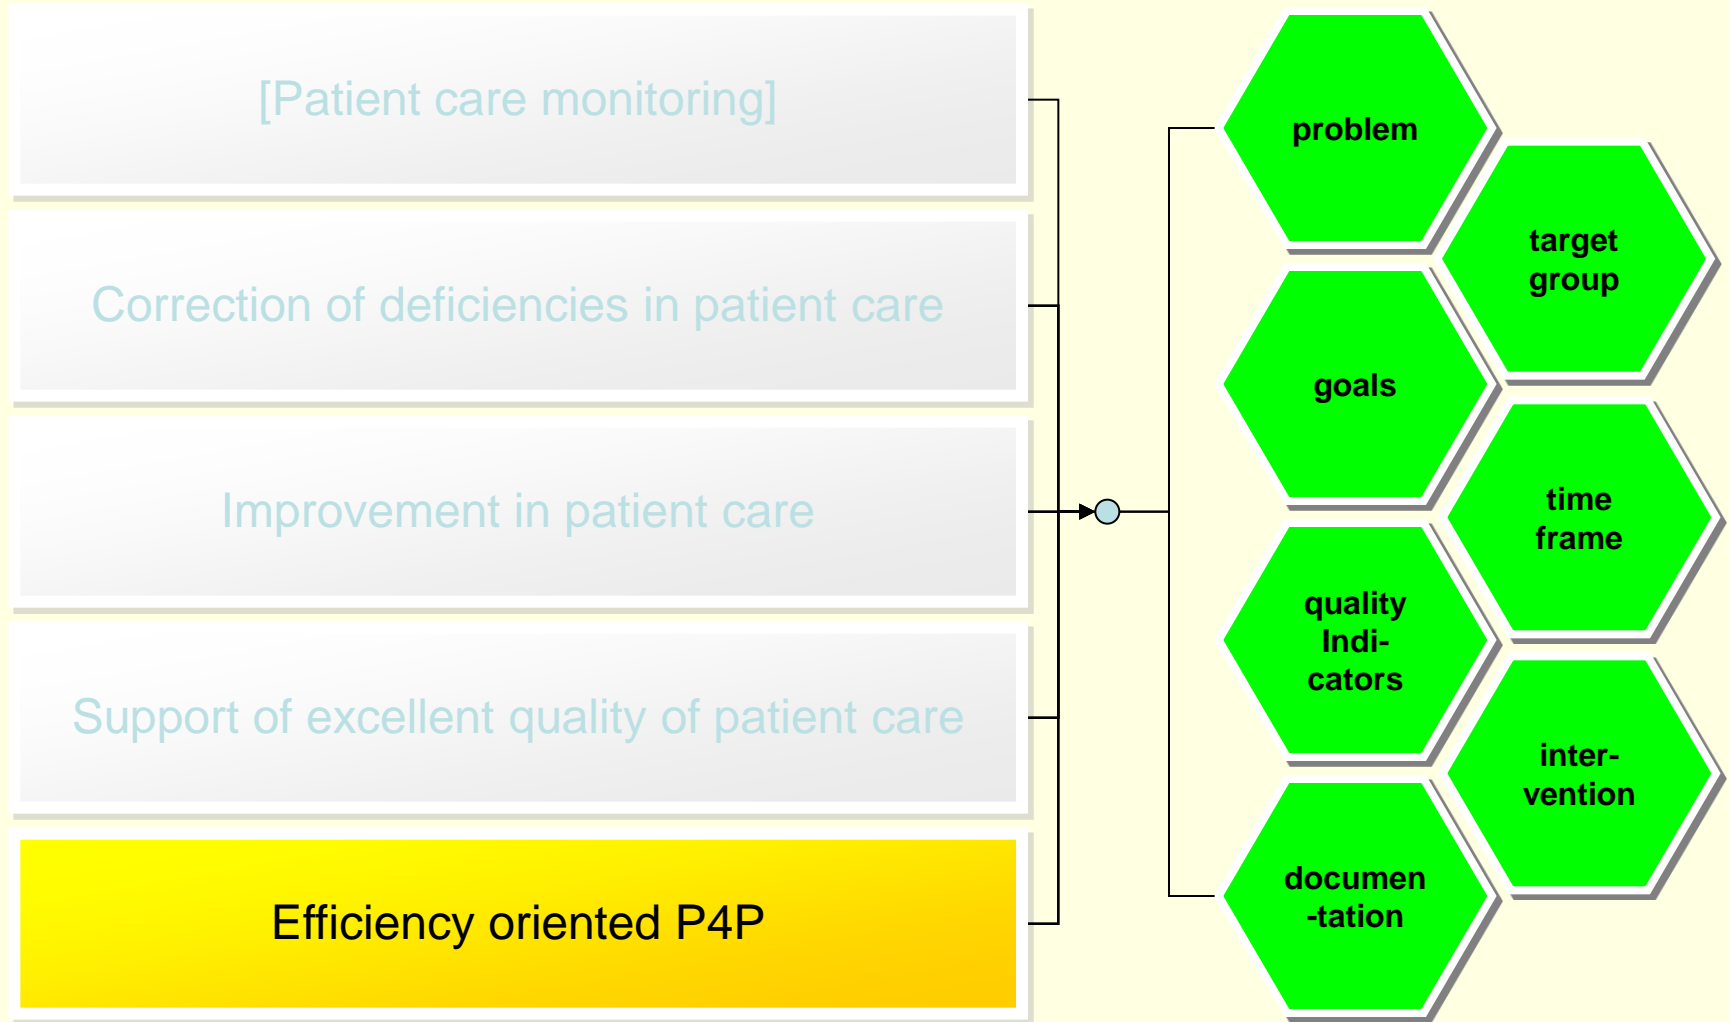 [Patient care monitoring]
Correction of deficiencies in patient care
Improvement in patient care
Support of excellent quality of patient care
Efficiency oriented P4P
problem
target
group
goals
time
frame
quality
Indi-
cators
inter-
vention
documen
-tation